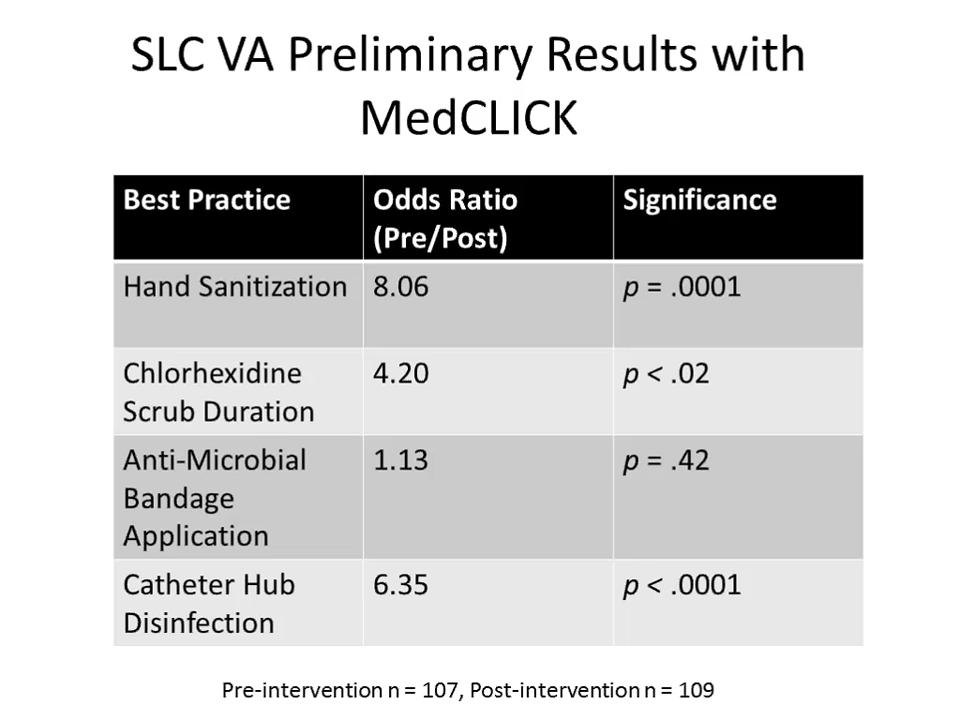 SLC VA Preliminary Results with
MedCLICK
Best Practice
Odds Ratio
(Pre/Post)
Significance
Hand Sanitization
8.06
p = .0001
Chlorhexidine
Scrub Duration
4.20
p < .02
Anti-Microbial
Bandage
Application
1.13
p = .42
Catheter Hub
Disinfection
6.35
p < .0001
Pre-intervention n = 107, Post-intervention n = 109